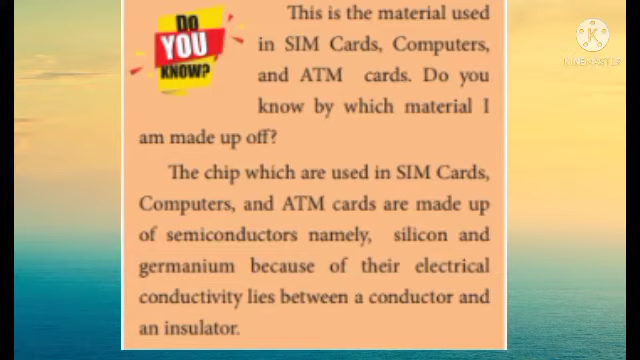 DO
YOU
KNOW?
This is the material used
in SIM Cards, Computers,
and ATM cards. Do you
know by which material I
am made up off?
The chip which are used in SIM Cards,
Computers, and ATM cards are made up
of semiconductors namely, silicon and
germanium because of their electrical
conductivity lies between a conductor and
an insulator.
K
KINEMASTER